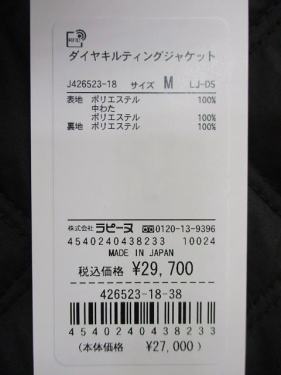 ダイヤキルティングジャケット
J426523-18 サイズ M LJ-D5
表地 ポリエステル 100%
中わた
ポリエステル 100%
裏地 ポリエステル 100%
株式会社 ラピーヌ 0120-13-9396
4540240438233 10024
MADE IN JAPAN
税込価格 ¥29,700
426523-18-38
4540240438233
(本体価格 ¥27,000)